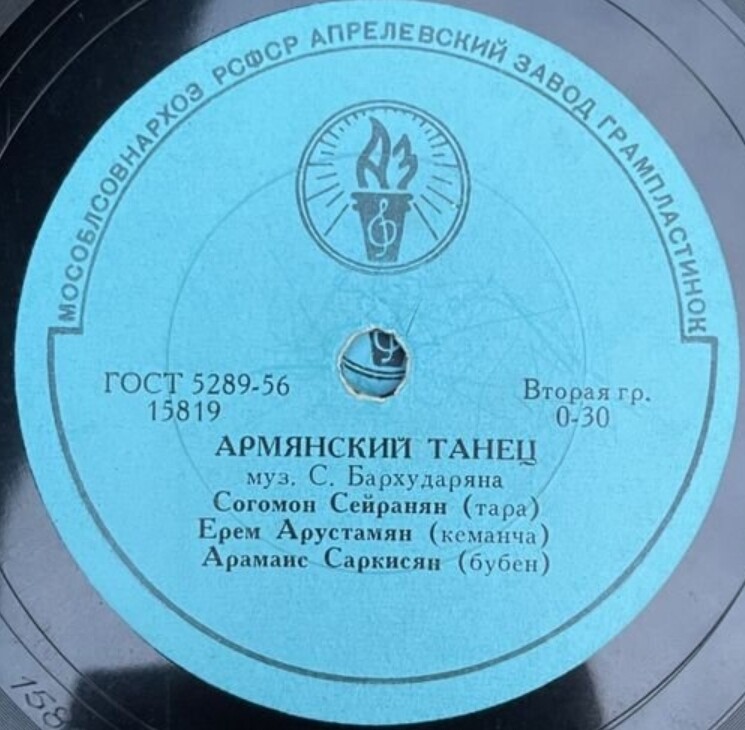 МОСОБЛСОВНАРХОЗ РСФСР АПРЕЛЕВСКИЙ ЗАВОД ГРАМПЛАСТИНОК
АЗ
ГОСТ 5289-56
15819
Вторая гр.
0-30
АРМЯНСКИЙ ТАНЕЦ
муз. С. Бархударяна
Согомон Сейранян (тара)
Ерем Арустамян (кеманча)
Арамаис Саркисян (бубен)
158